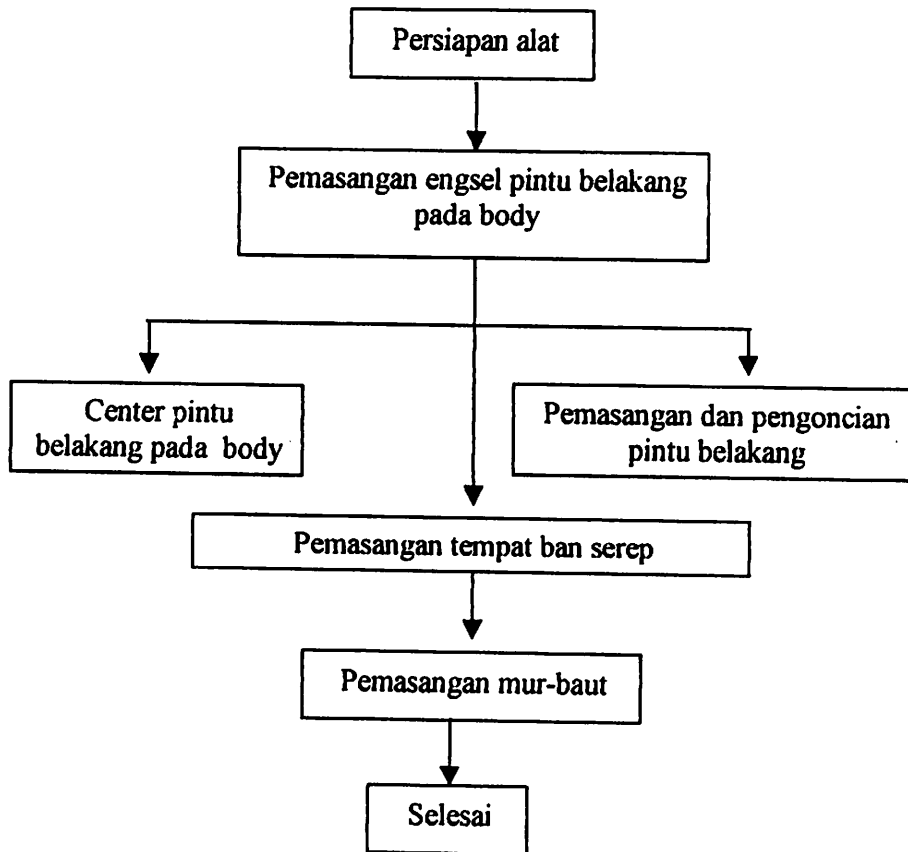 Persiapan alat
Pemasangan engsel pintu belakang
pada body
Center pintu
belakang pada body
Pemasangan dan pengoncian
pintu belakang
Pemasangan tempat ban serep
Pemasangan mur-baut
Selesai